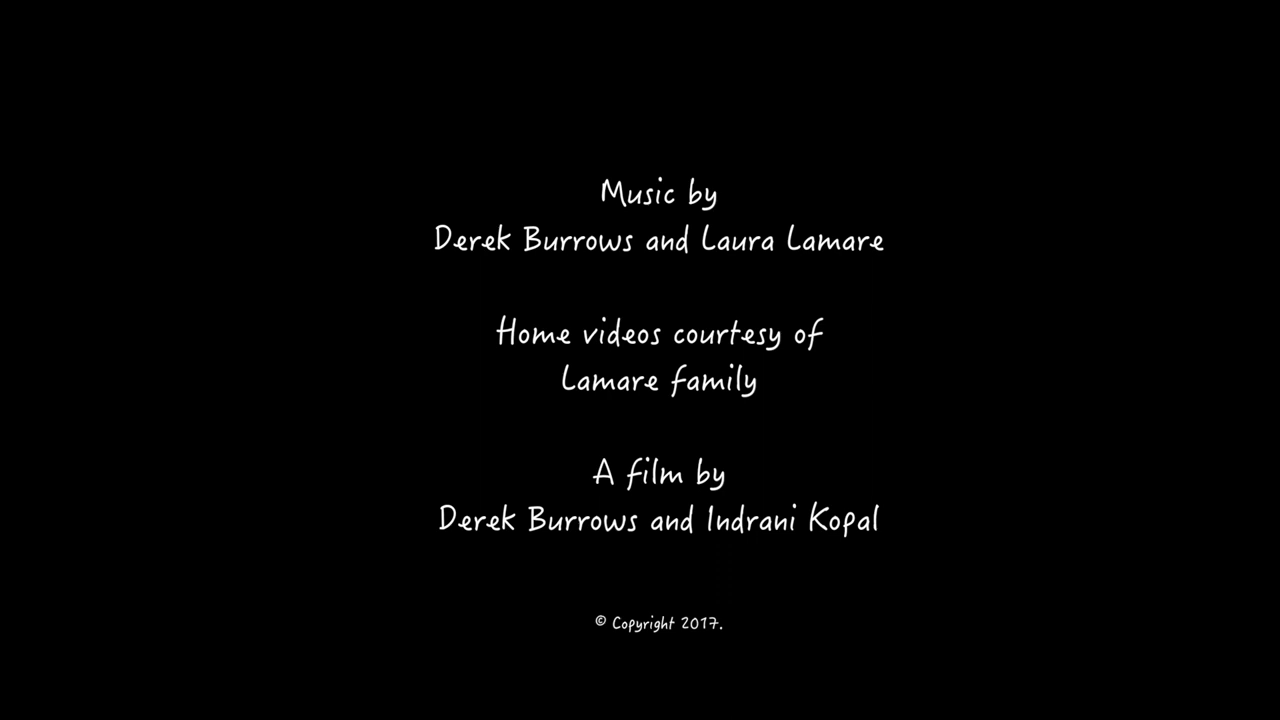 Music by
Derek Burrows and Laura Lamare
Home videos courtesy of
Lamare family
A film by
Derek Burrows and Indrani Kopal
© Copyright 2017.